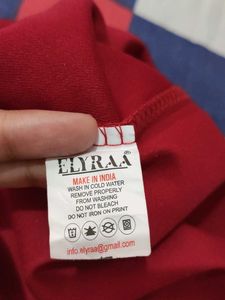 ELYRAA
MAKE IN INDIA
WASH IN COLD WATER
REMOVE PROPERLY
FROM WASHING
DO NOT BLEACH
DO NOT IRON ON PRINT
info.elyraa@gmail.com